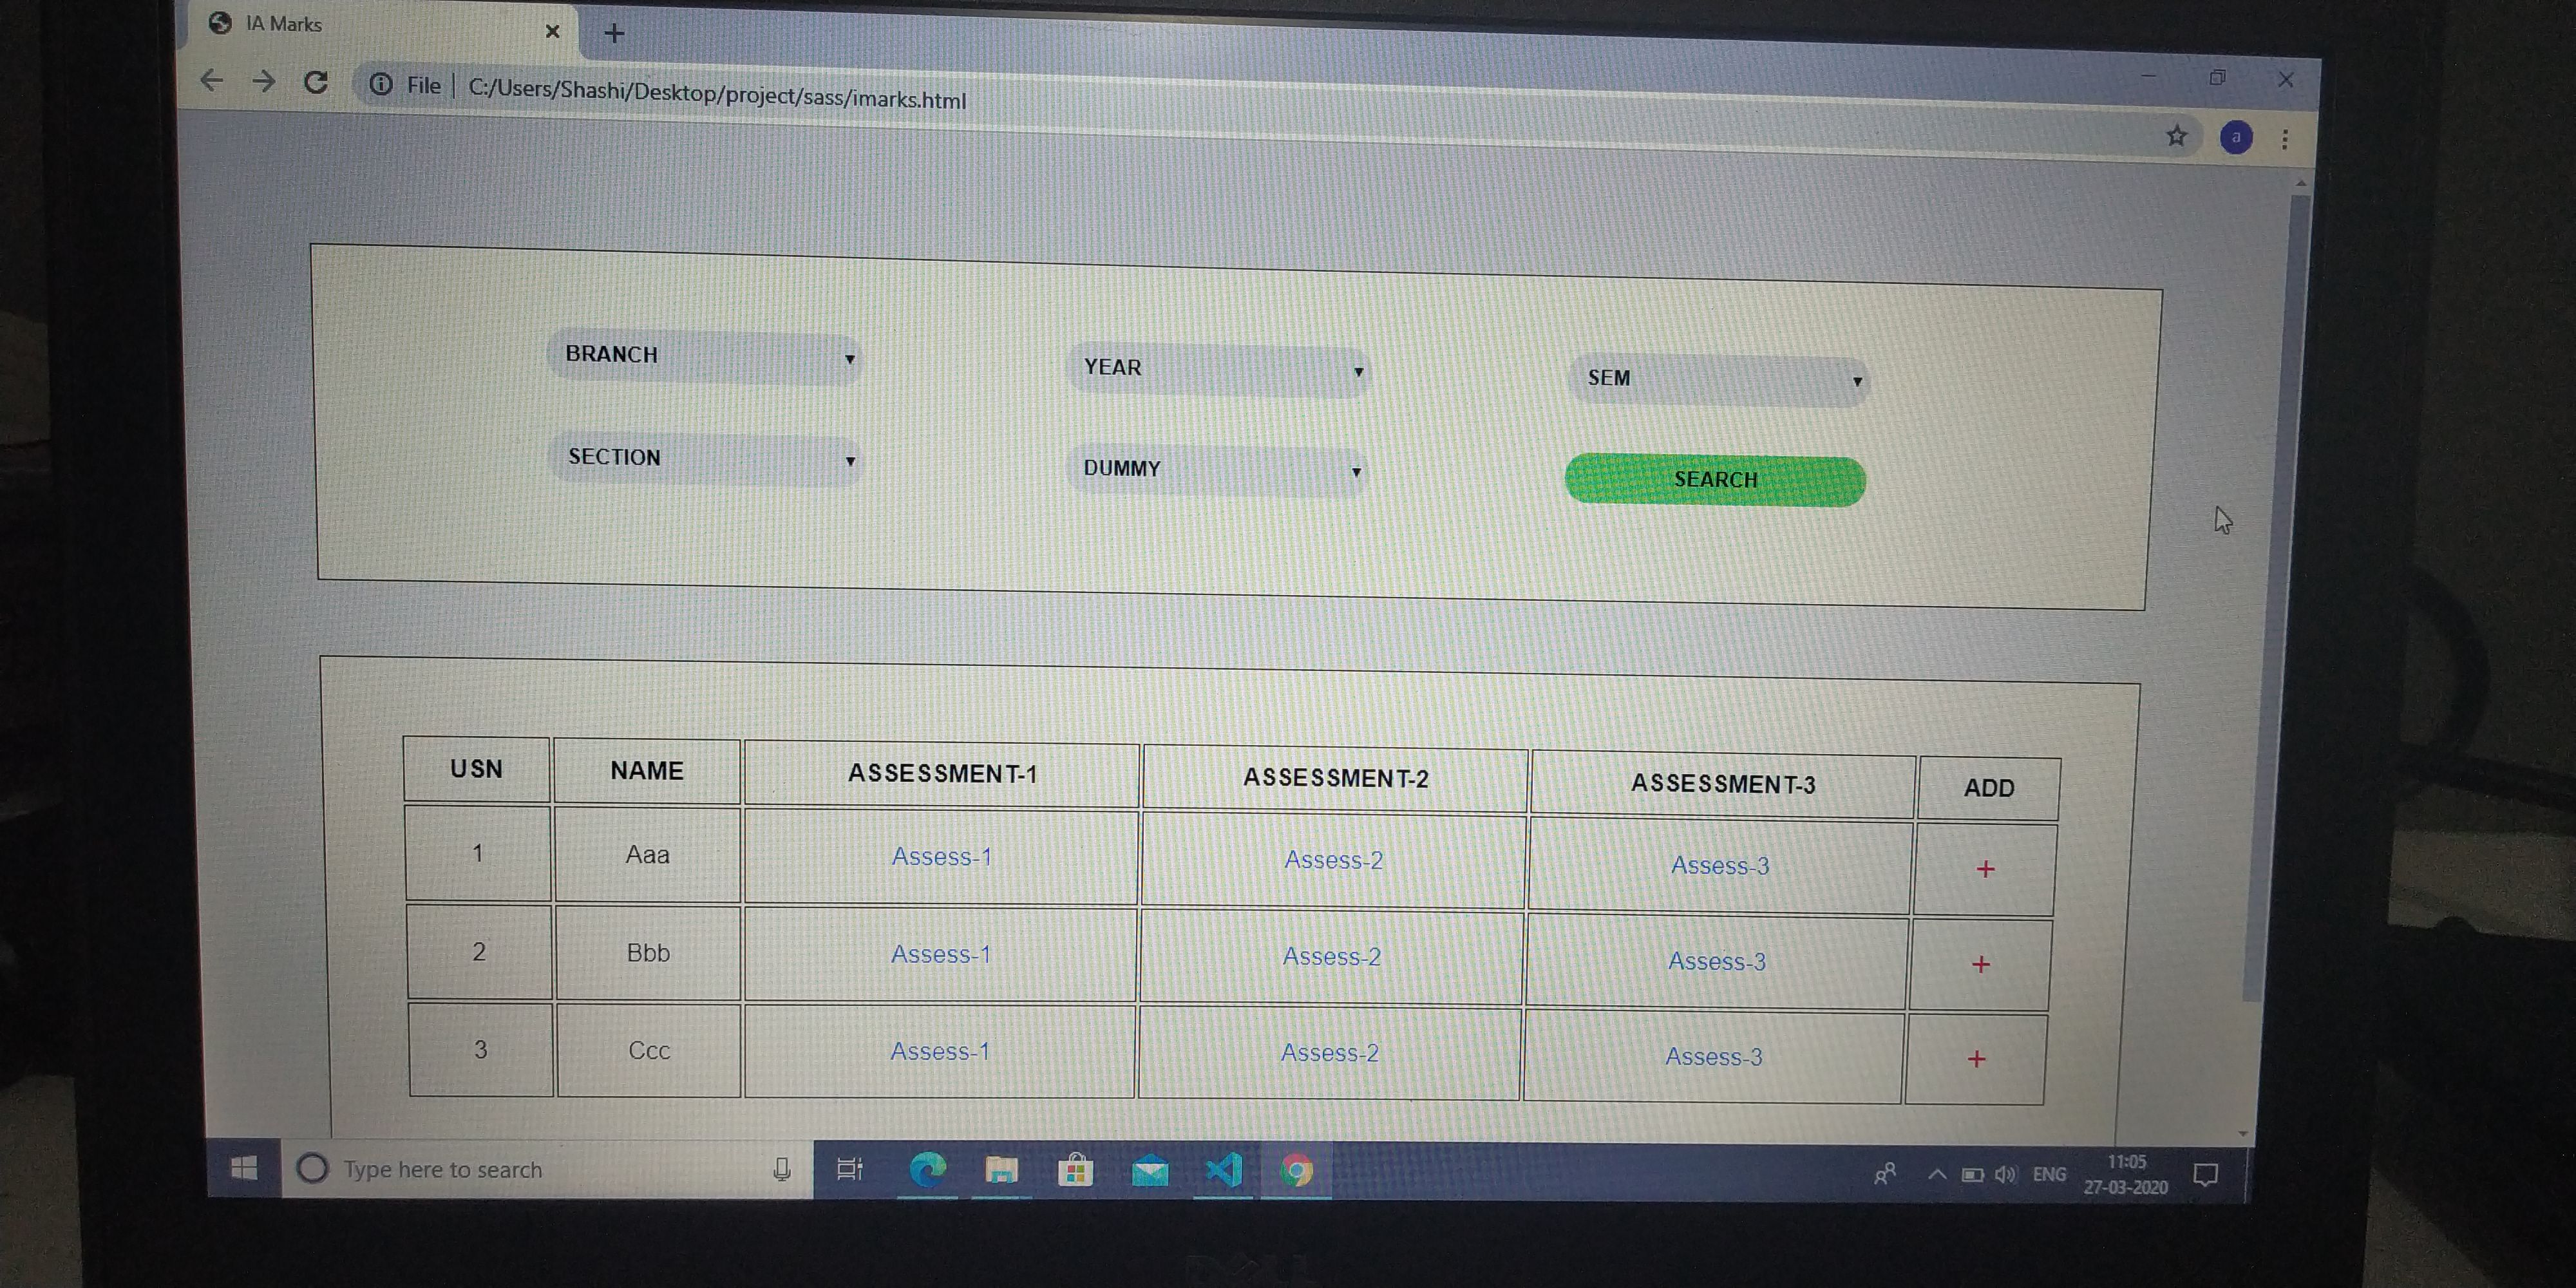 IA Marks
File | C:/Users/Shashi/Desktop/project/sass/imarks.html
a
BRANCH YEAR SEM
SECTION DUMMY SEARCH
USN NAME ASSESSMENT-1 ASSESSMENT-2 ASSESSMENT-3 ADD
1 Aaa Assess-1 Assess-2 Assess-3 +
2 Bbb Assess-1 Assess-2 Assess-3 +
3 Ccc Assess-1 Assess-2 Assess-3 +
Type here to search
ENG
11:05
27-03-2020